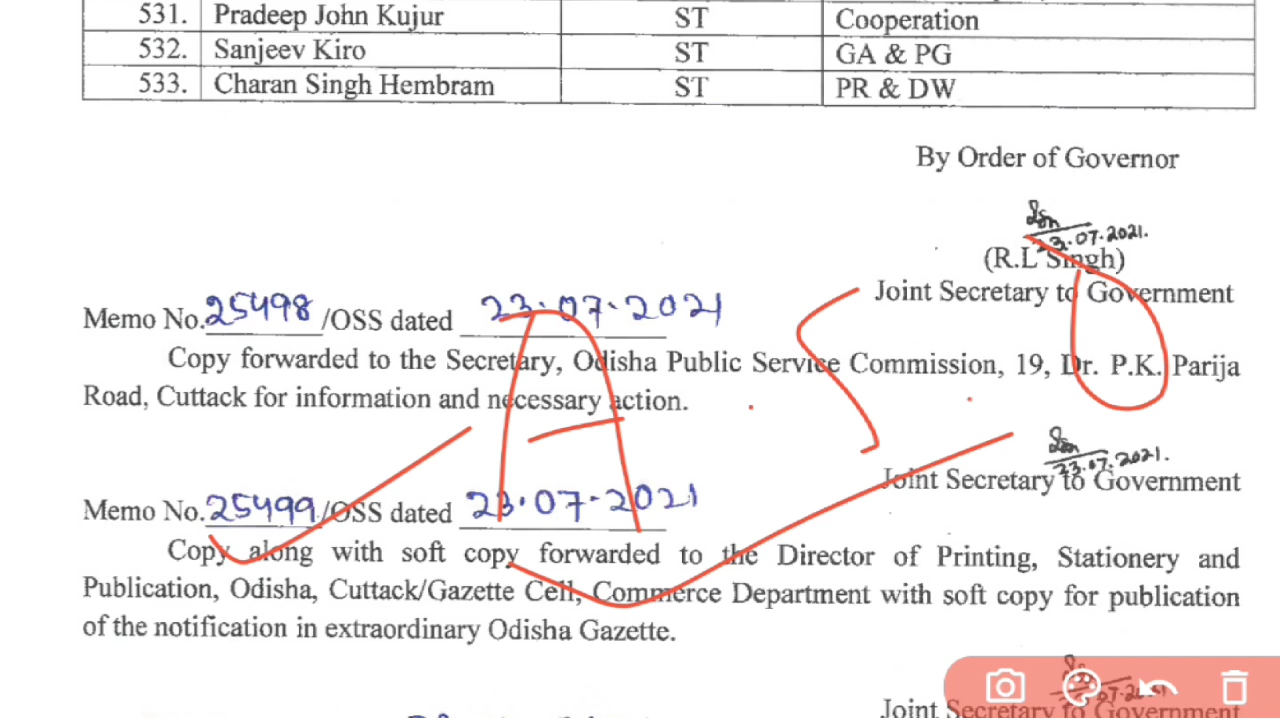 531. Pradeep John Kujur ST Cooperation
532. Sanjeev Kiro ST GA & PG
533. Charan Singh Hembram ST PR & DW
By Order of Governor
23.07.2021.
(R.L Singh)
Joint Secretary to Government
Memo No. 25498 /OSS dated 23.07.2021
Copy forwarded to the Secretary, Odisha Public Service Commission, 19, Dr. P.K. Parija
Road, Cuttack for information and necessary action.
23.07.2021.
Joint Secretary to Government
Memo No. 25499 /OSS dated 23.07-2021
Copy along with soft copy forwarded to the Director of Printing, Stationery and
Publication, Odisha, Cuttack/Gazette Cell, Commerce Department with soft copy for publication
of the notification in extraordinary Odisha Gazette.
Joint Secretary to Government